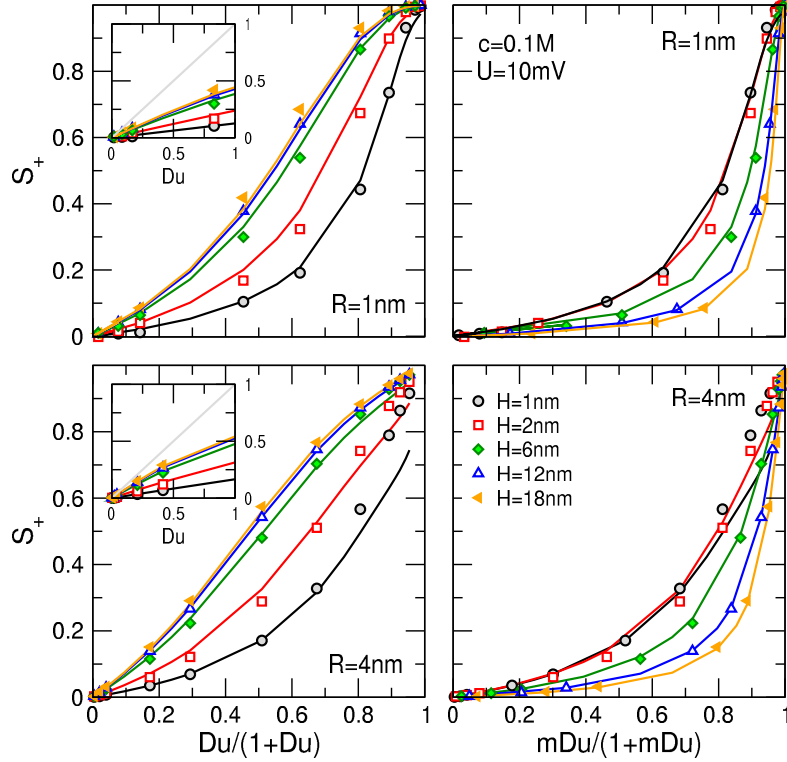 0.8
0.6
0.4
0.2
0
S+
1
0.5
0
0
0.5
1
Du
R=1nm
c=0.1M
U=10mV
R=1nm
0.8
0.6
0.4
0.2
0
S+
1
0.5
0
0
0.5
1
Du
R=4nm
0
0.2
0.4
0.6
0.8
1
Du/(1+Du)
R=4nm
H=1nm
H=2nm
H=6nm
H=12nm
H=18nm
0
0.2
0.4
0.6
0.8
1
mDu/(1+mDu)